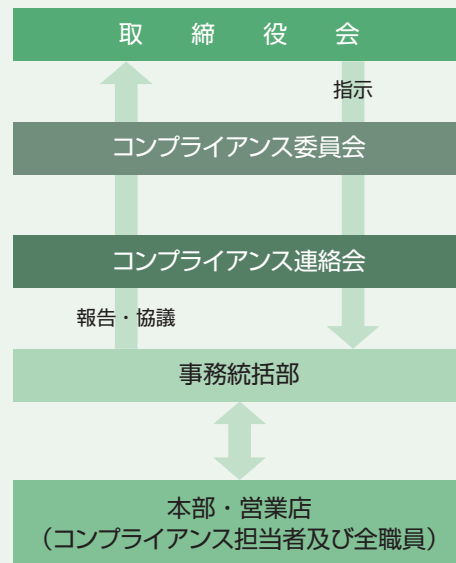 取締役会
指示
コンプライアンス委員会
コンプライアンス連絡会
報告・協議
事務統括部
本部・営業店
（コンプライアンス担当者及び全職員）